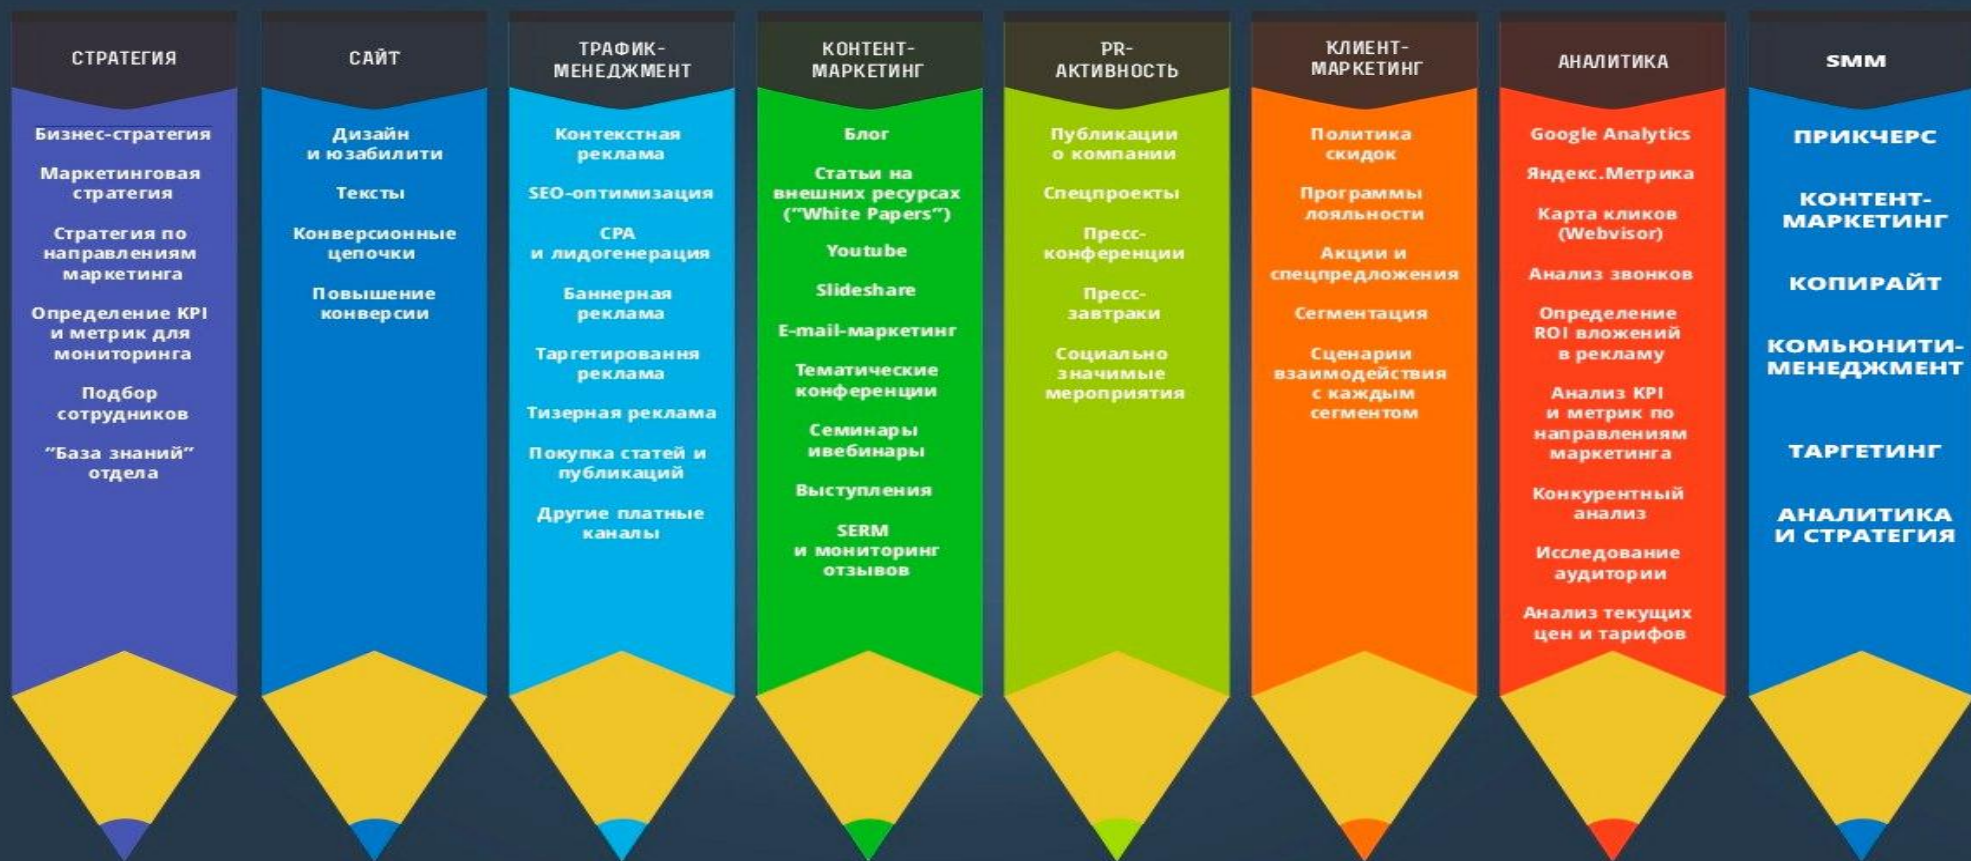 СТРАТЕГИЯ
Бизнес-стратегия
Маркетинговая
стратегия
Стратегия по
направлениям
маркетинга
Определение KPI
и метрик для
мониторинга
Подбор
сотрудников
"База знаний"
отдела
САЙТ
Дизайн
и юзабилити
Тексты
Конверсионные
цепочки
Повышение
конверсии
ТРАФИК-
МЕНЕДЖМЕНТ
Контекстная
реклама
SEO-оптимизация
CPA
и лидогенерация
Баннерная
реклама
Таргетировання
реклама
Тизерная реклама
Покупка статей и
публикаций
Другие платные
каналы
КОНТЕНТ-
МАРКЕТИНГ
Блог
Статьи на
внешних ресурсах
("White Papers")
Youtube
Slideshare
E-mail-маркетинг
Тематические
конференции
Семинары
ивебинары
Выступления
SERM
и мониторинг
отзывов
PR-
АКТИВНОСТЬ
Публикации
о компании
Спецпроекты
Пресс-
конференции
Пресс-
завтраки
Социально
значимые
мероприятия
КЛИЕНТ-
МАРКЕТИНГ
Политика
скидок
Программы
лояльности
Акции и
спецпредложения
Сегментация
Сценарии
взаимодействия
с каждым
сегментом
АНАЛИТИКА
Google Analytics
Яндекс.Метрика
Карта кликов
(Webvisor)
Анализ звонков
Определение
ROI вложений
в рекламу
Анализ KPI
и метрик по
направлениям
маркетинга
Конкурентный
анализ
Исследование
аудитории
Анализ текущих
цен и тарифов
SMM
ПРИКЧЕРС
КОНТЕНТ-
МАРКЕТИНГ
КОПИРАЙТ
КОМЬЮНИТИ-
МЕНЕДЖМЕНТ
ТАРГЕТИНГ
АНАЛИТИКА
И СТРАТЕГИЯ